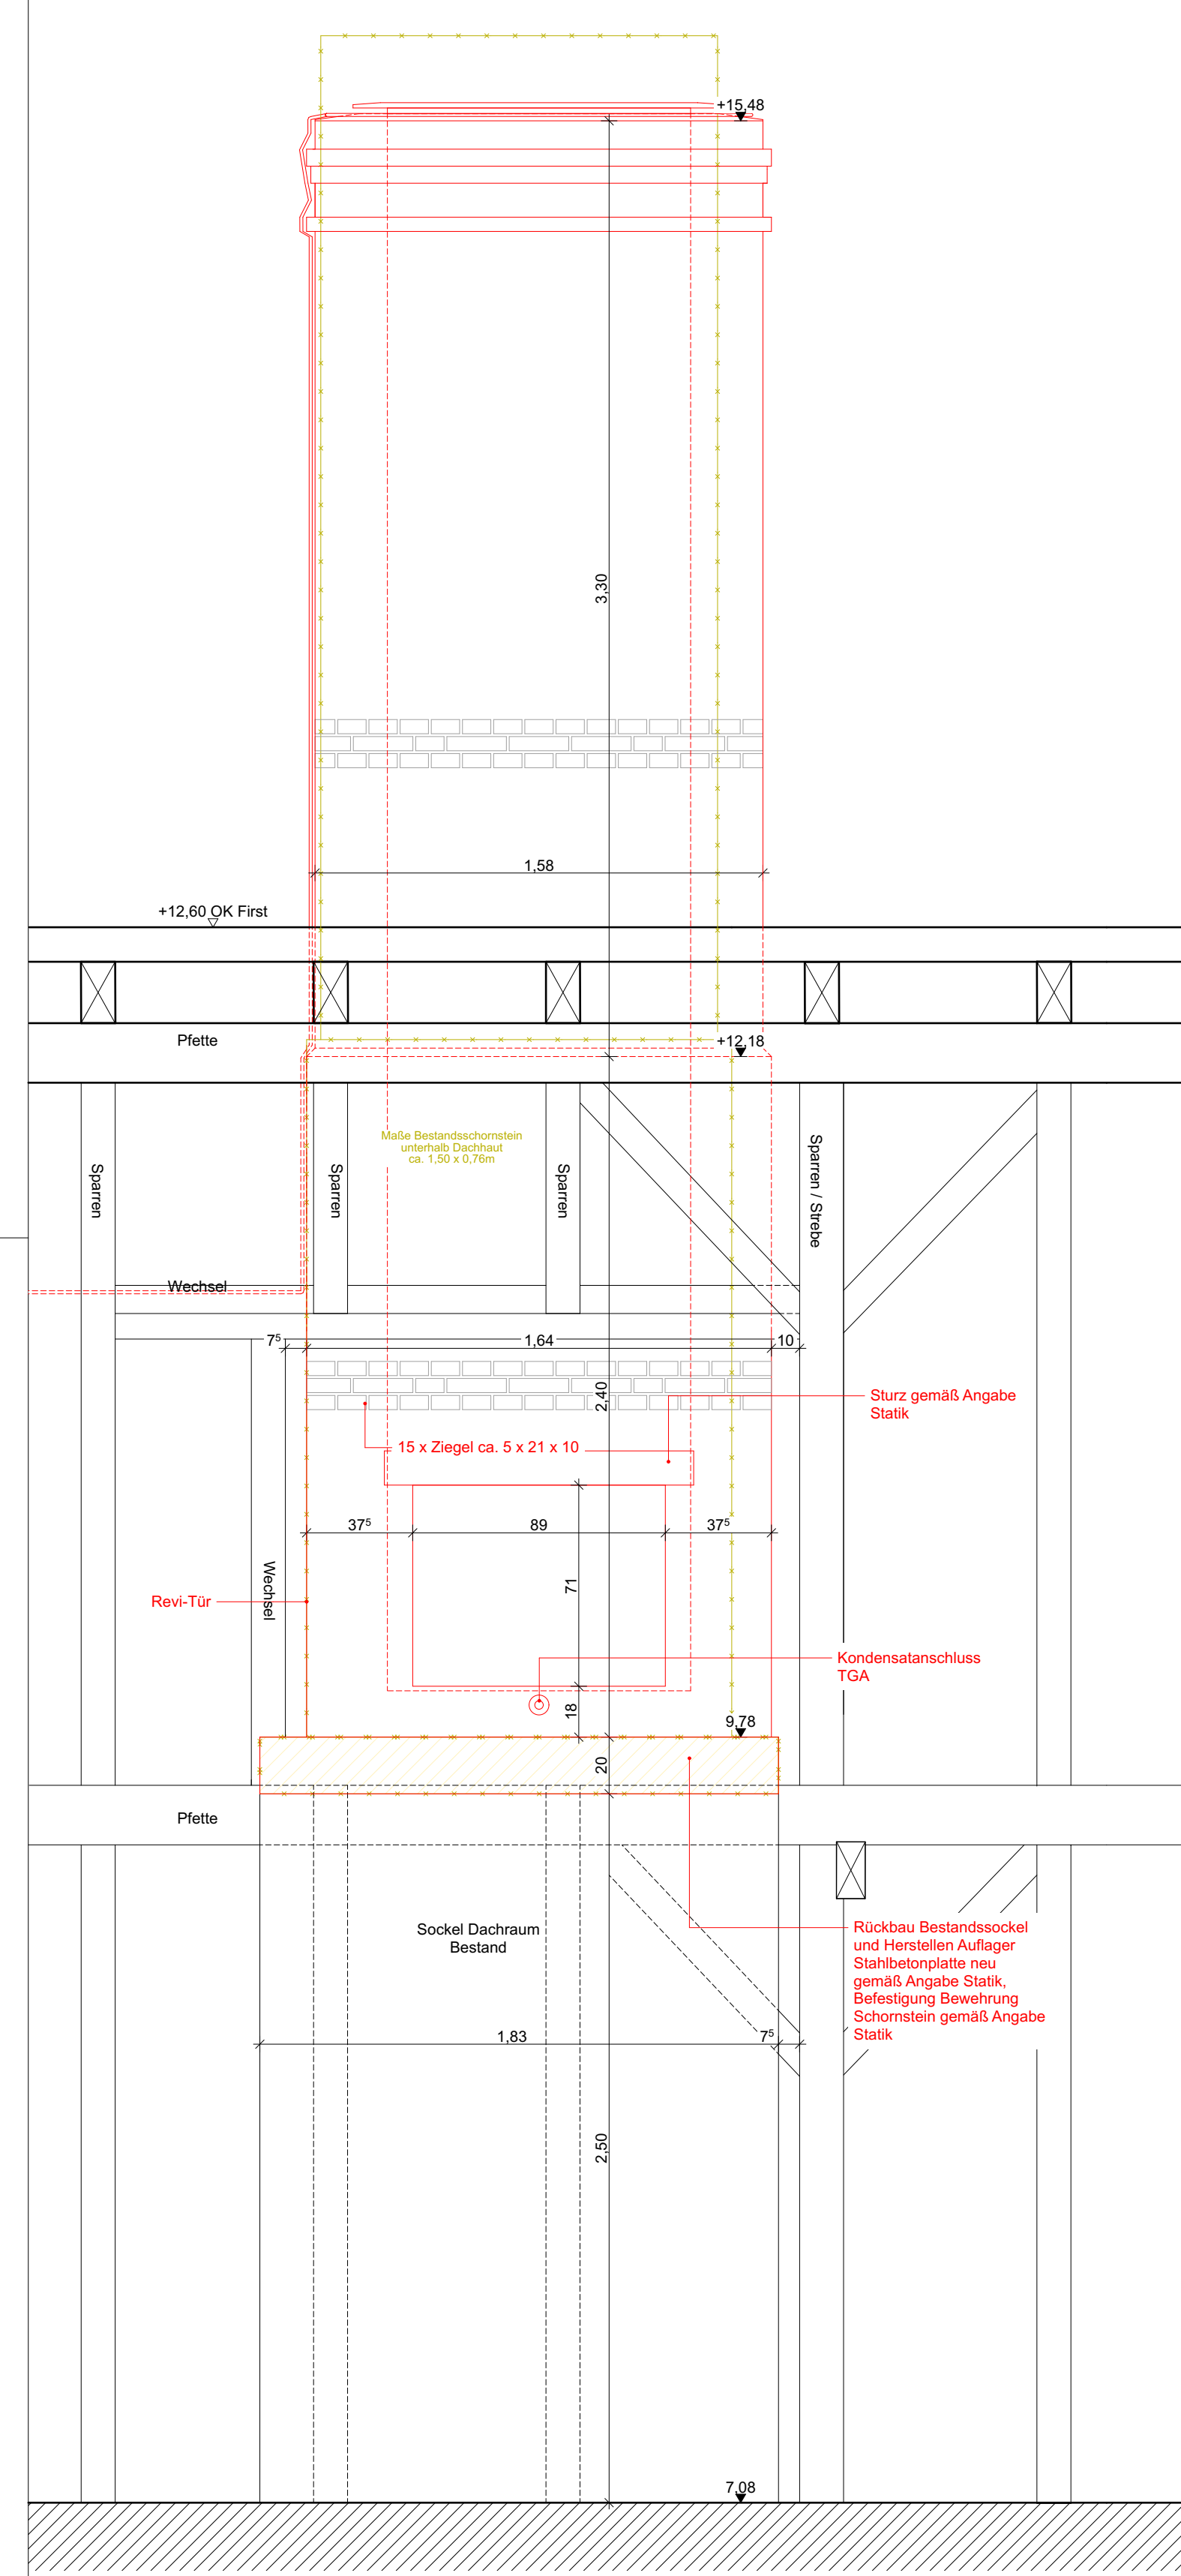 +15,48
3,30
1,58
+12,60 OK First
Pfette
+12,18
Maße Bestandsschornstein
unterhalb Dachhaut
ca. 1,50 x 0,76m
Sparren
Sparren
Sparren
Sparren / Strebe
Wechsel
7⁵
1,64
10
2,40
Sturz gemäß Angabe
Statik
15 x Ziegel ca. 5 x 21 x 10
37⁵
89
37⁵
71
Wechsel
Revi-Tür
Kondensatanschluss
TGA
18
9,78
20
Pfette
Sockel Dachraum
Bestand
Rückbau Bestandssockel
und Herstellen Auflager
Stahlbetonplatte neu
gemäß Angabe Statik,
Befestigung Bewehrung
Schornstein gemäß Angabe
Statik
1,83
7⁵
2,50
7,08